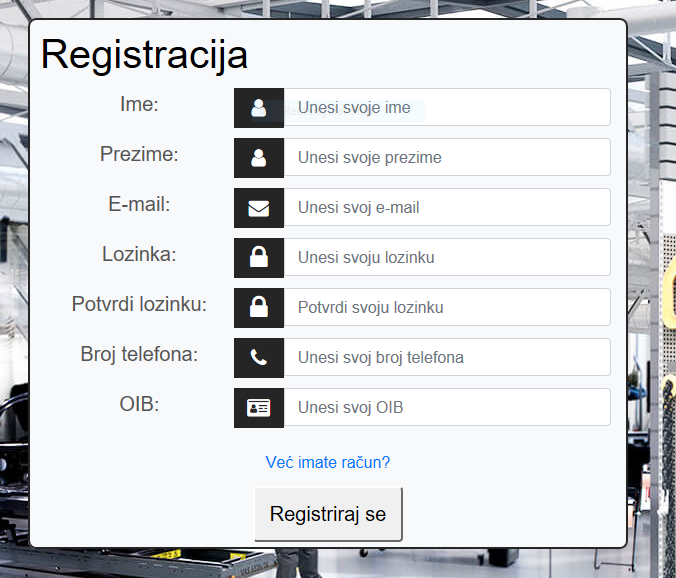 Registracija
Ime:
Unesi svoje ime
Prezime:
Unesi svoje prezime
E-mail:
Unesi svoj e-mail
Lozinka:
Unesi svoju lozinku
Potvrdi lozinku:
Potvrdi svoju lozinku
Broj telefona:
Unesi svoj broj telefona
OIB:
Unesi svoj OIB
Već imate račun?
Registriraj se